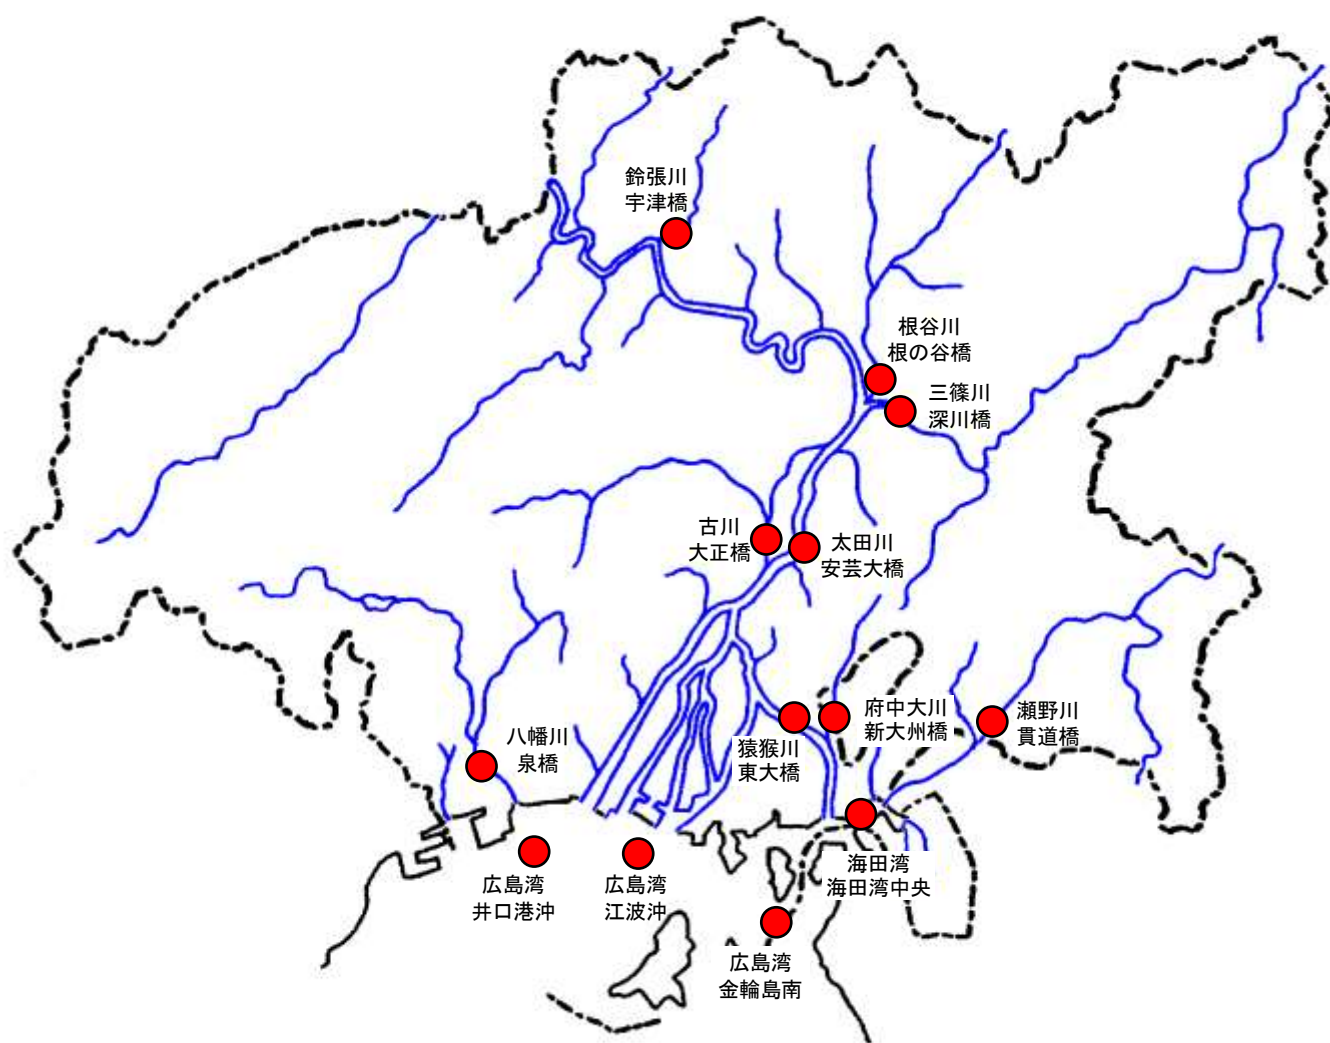 鈴張川
宇津橋
根谷川
根の谷橋
三篠川
深川橋
古川
大正橋
太田川
安芸大橋
府中大川
新大州橋
瀬野川
貫道橋
八幡川
泉橋
猿猴川
東大橋
海田湾
海田湾中央
広島湾
井口港沖
広島湾
江波沖
広島湾
金輪島南